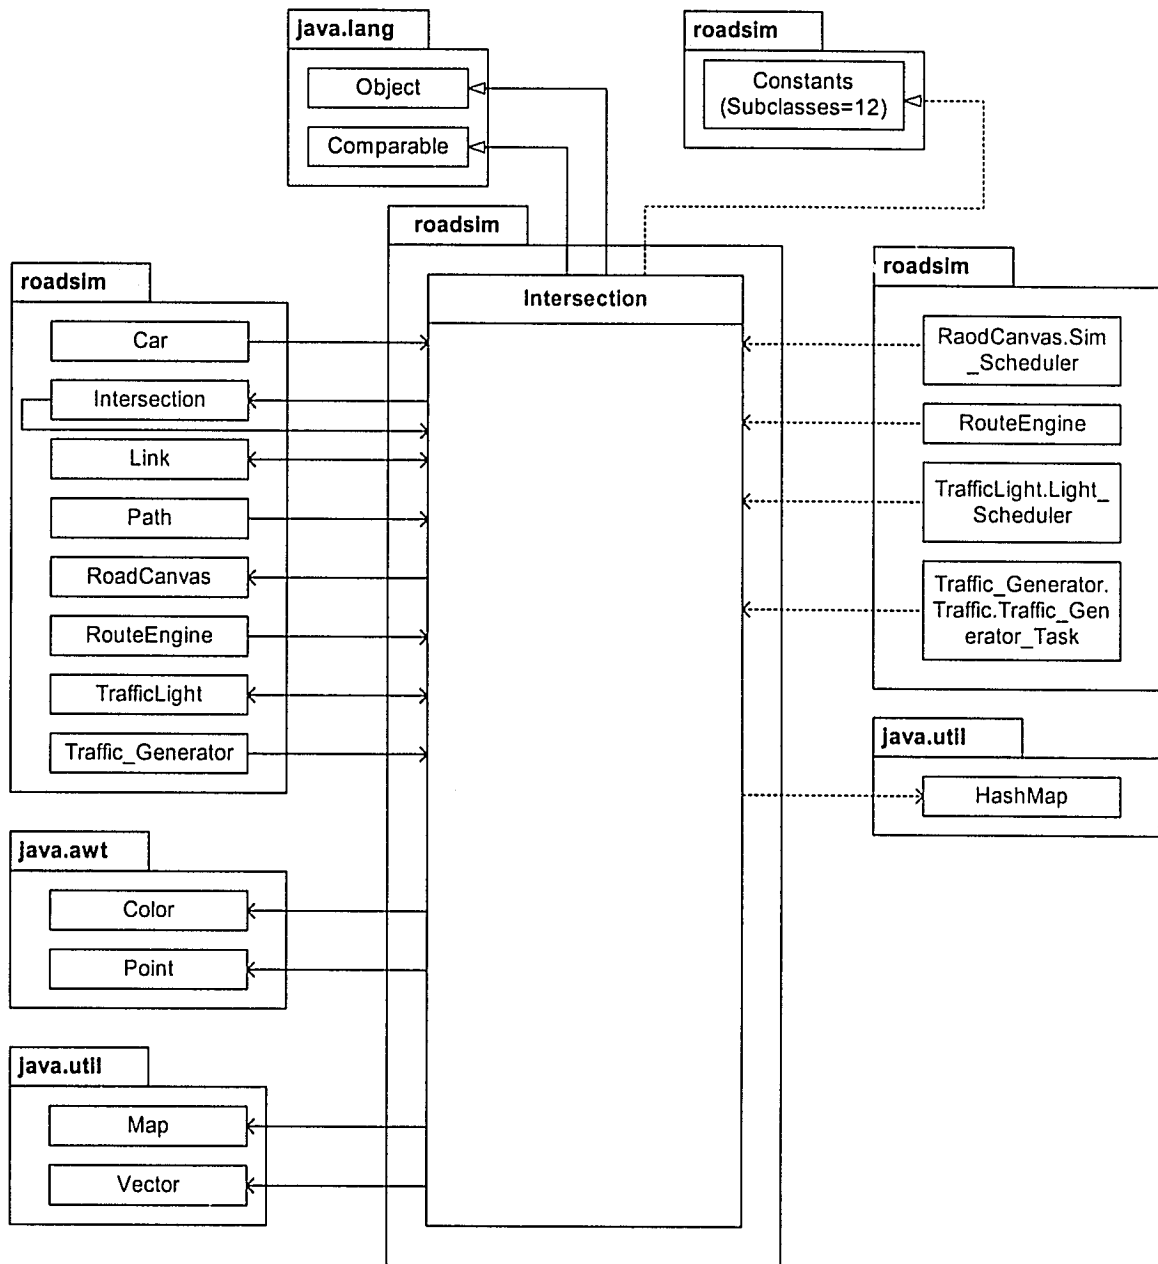 java.lang
Object
Comparable
roadsim
Constants
(Subclasses=12)
roadsim
Intersection
roadsim
Car
Intersection
Link
Path
RoadCanvas
RouteEngine
TrafficLight
Traffic_Generator
java.awt
Color
Point
java.util
Map
Vector
roadsim
RaodCanvas.Sim
_Scheduler
RouteEngine
TrafficLight.Light_
Scheduler
Traffic_Generator.
Traffic.Traffic_Gen
erator_Task
java.util
HashMap